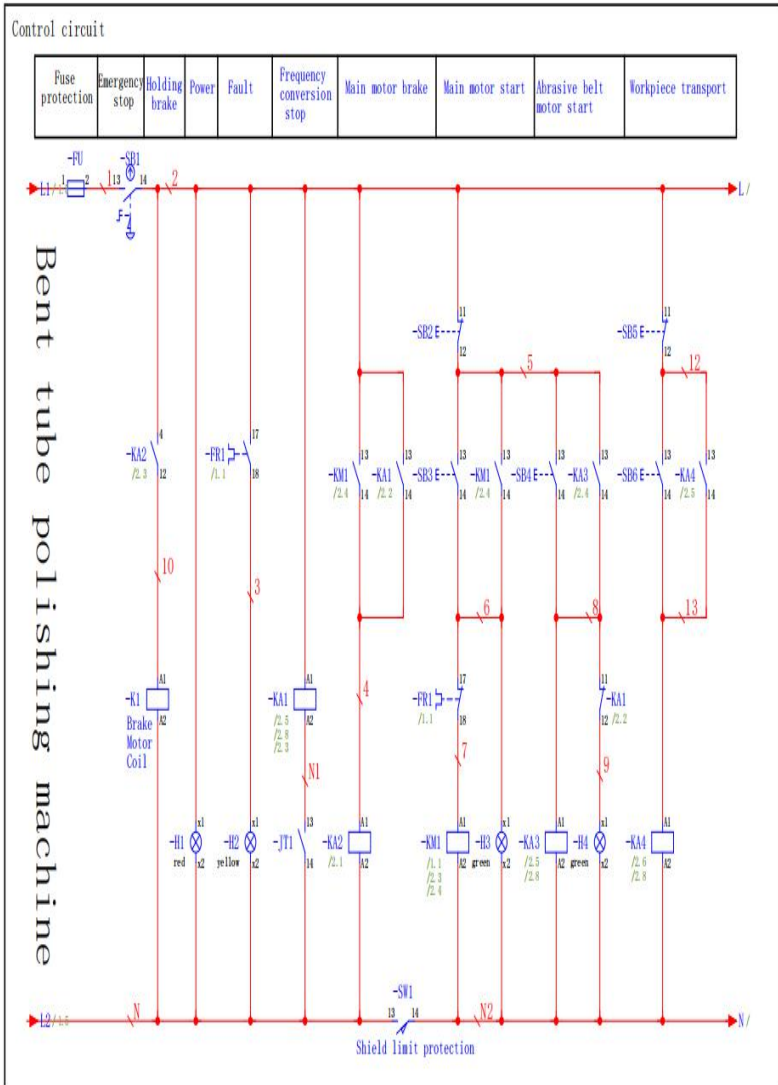 Control circuit
Fuse protection
Emergency stop
Holding brake
Power
Fault
Frequency conversion stop
Main motor brake
Main motor start
Abrasive belt motor start
Workpiece transport
-FU
-SB1
L1
1
2
1
13
14
2
L/
Bent tube polishing machine
11
-SB2
12
5
11
-SB5
12
12
4
-KA2
12
/2.3
17
-FR1
18
/1.1
13
-KM1
/2.4
14
13
-KA1
/2.2
14
13
-SB3
14
13
-KM1
/2.4
14
13
-SB4
14
13
-KA3
/2.4
14
13
-SB6
14
13
-KA4
/2.5
14
10
3
6
8
13
A1
-K1
A2
Brake Motor Coil
A1
-KA1
A2
/2.5
/2.8
/2.3
4
17
-FR1
/1.1
18
11
-KA1
12
/2.2
N1
7
9
x1
-H1
red
x2
x1
-H2
yellow
x2
13
-JT1
14
A1
-KA2
A2
/2.1
A1
-KM1
A2
/1.1
/2.3
/2.4
x1
-H3
green
x2
A1
-KA3
A2
/2.5
/2.8
x1
-H4
green
x2
A1
-KA4
A2
/2.6
/2.8
L2
/1.5
N
-SW1
13
14
N2
N/
Shield limit protection